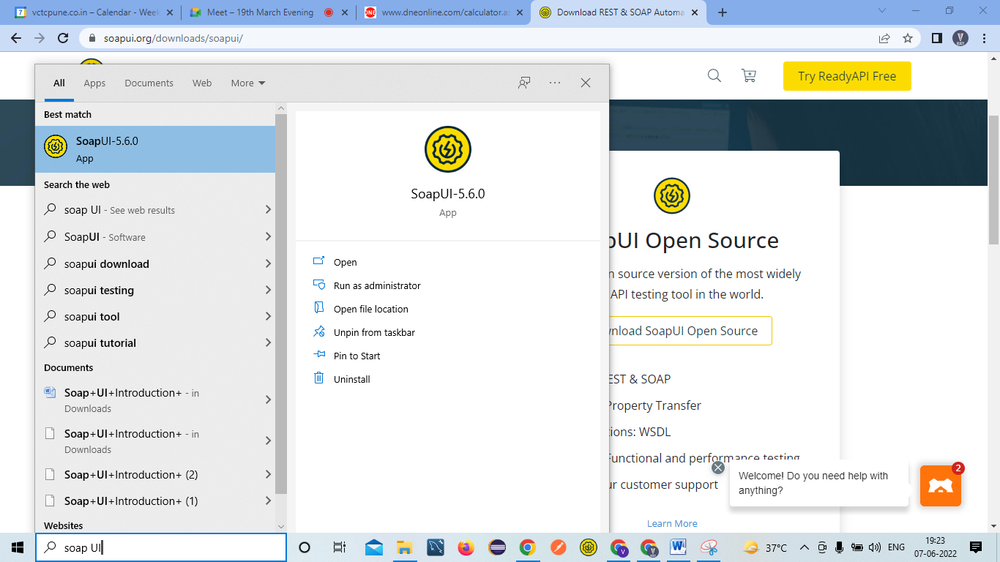 vctcpune.co.in – Calendar - Week
Meet – 19th March Evening
www.dneonline.com/calculator.as
Download REST & SOAP Automa
soapui.org/downloads/soapui/
Try ReadyAPI Free
All Apps Documents Web More
Best match
SoapUI-5.6.0
App
Search the web
soap UI - See web results
SoapUI - Software
soapui download
soapui testing
soapui tool
soapui tutorial
Documents
Soap+UI+Introduction+ - in
Downloads
Soap+UI+Introduction+ - in
Downloads
Soap+UI+Introduction+ (2)
Soap+UI+Introduction+ (1)
Websites
SoapUI-5.6.0
App
Open
Run as administrator
Open file location
Unpin from taskbar
Pin to Start
Uninstall
pUI Open Source
n source version of the most widely
API testing tool in the world.
wnload SoapUI Open Source
EST & SOAP
Property Transfer
ions: WSDL
Functional and performance testing
ur customer support
Learn More
Welcome! Do you need help with
anything?
2
soap UI
37°C
ENG
19:23
07-06-2022